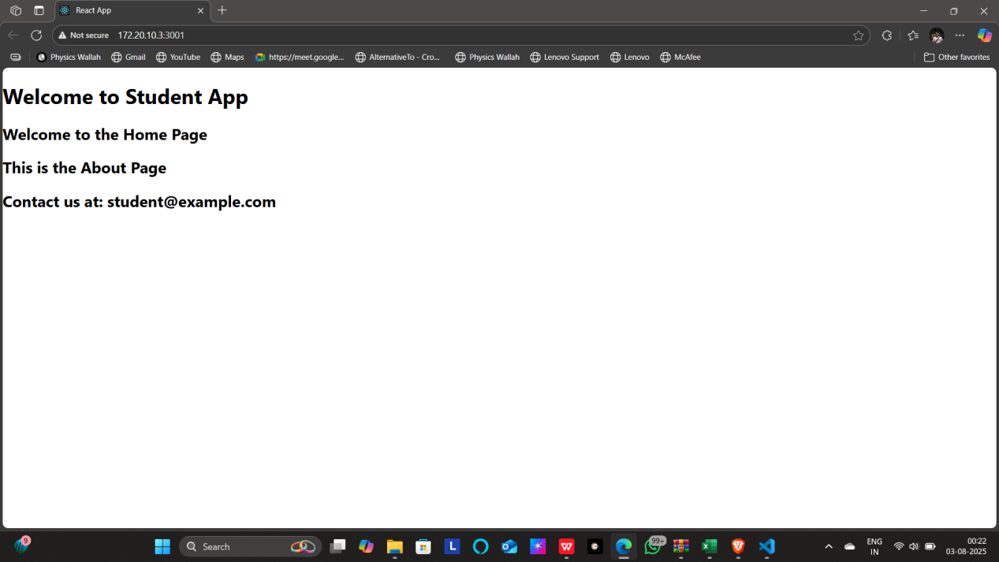 React App
Not secure 172.20.10.3:3001
Physics Wallah Gmail YouTube Maps https://meet.google... AlternativeTo - Cro... Physics Wallah Lenovo Support Lenovo McAfee Other favorites
Welcome to Student App
Welcome to the Home Page
This is the About Page
Contact us at: student@example.com
9
Search
L
99+
ENG
IN
00:22
03-08-2025